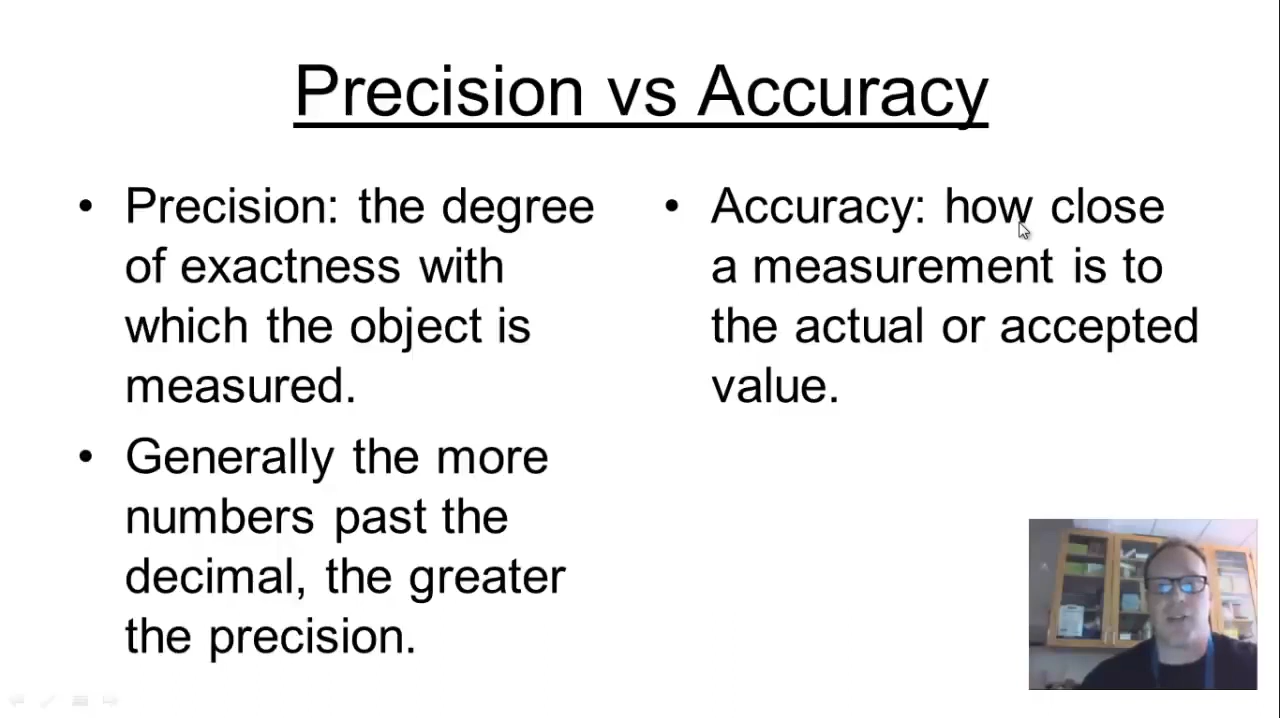 Precision vs Accuracy
• Precision: the degree
of exactness with
which the object is
measured.
• Generally the more
numbers past the
decimal, the greater
the precision.
• Accuracy: how close
a measurement is to
the actual or accepted
value.